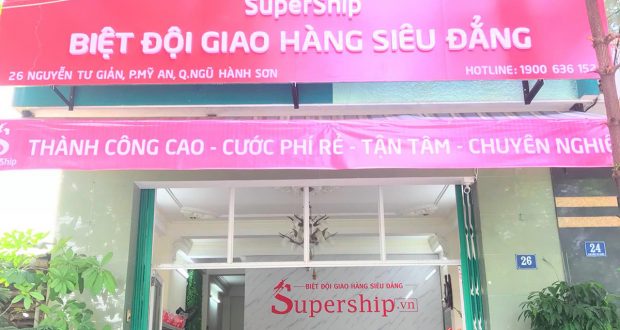 SuperShip
BIỆT ĐỘI GIAO HÀNG SIÊU ĐẲNG
26 NGUYỄN TƯ GIẢN, P.MỸ AN, Q.NGŨ HÀNH SƠN
HOTLINE: 1900 636 152
THÀNH CÔNG CAO - CƯỚC PHÍ RẺ - TẬN TÂM - CHUYÊN NGHIỆ
Ship
26
24
BIỆT ĐỘI GIAO HÀNG SIÊU ĐẲNG
Supership.vn